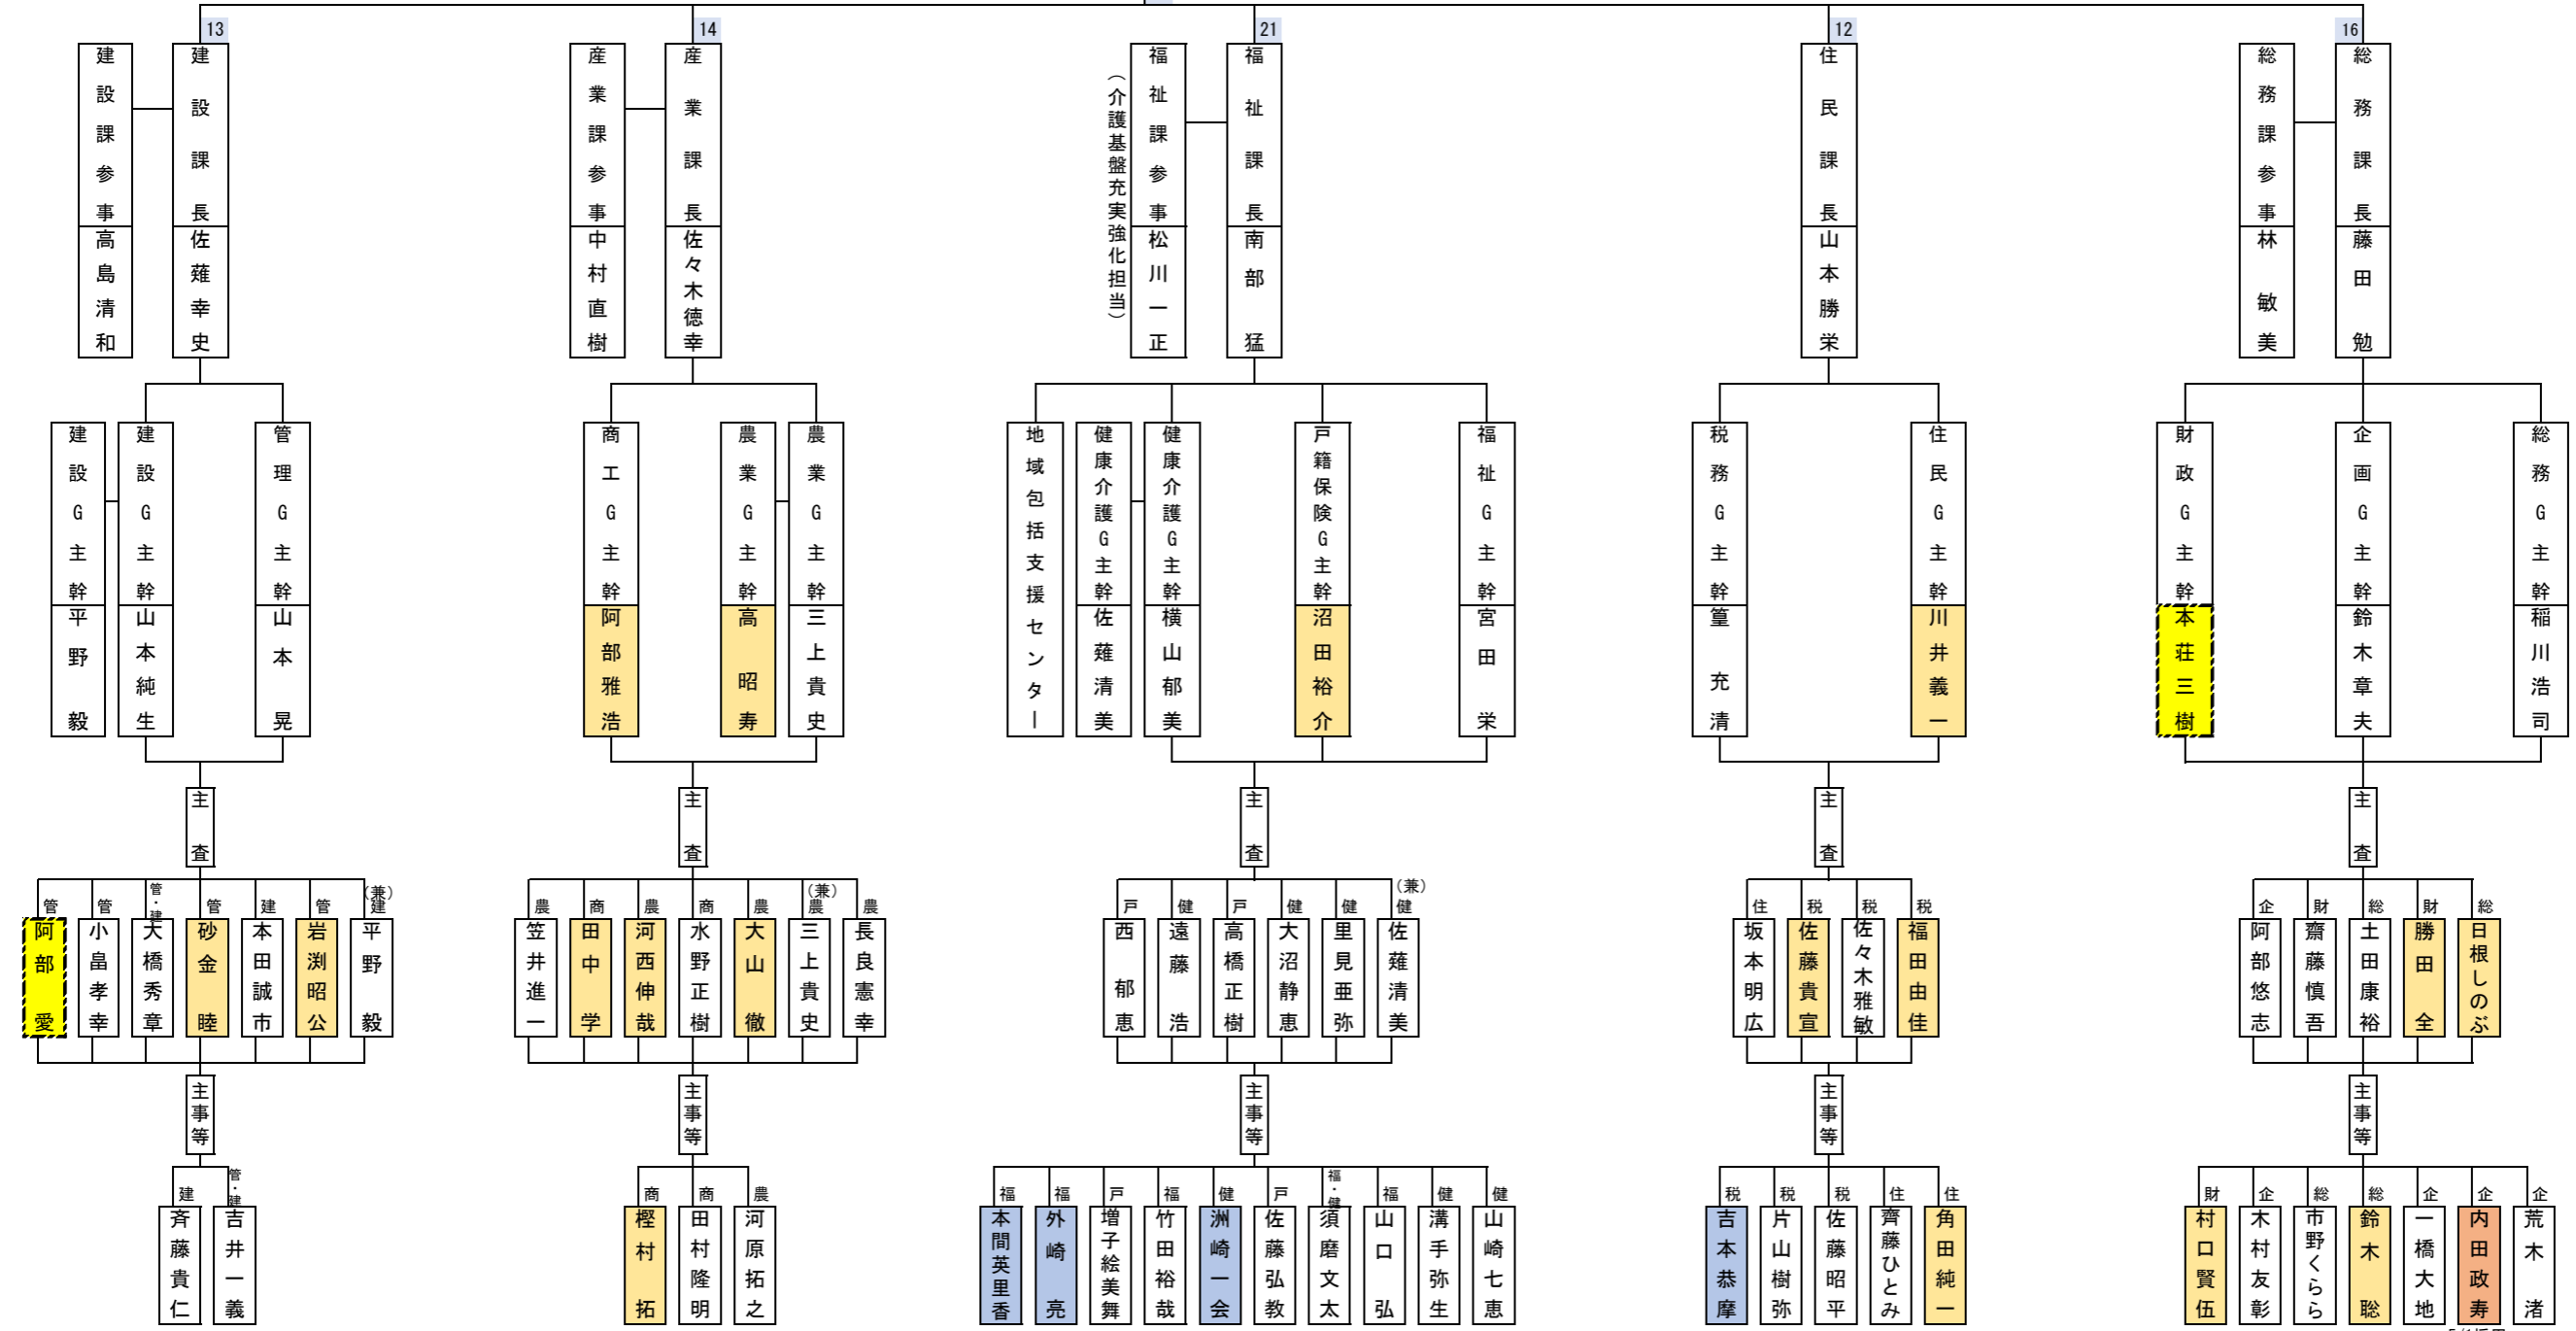 13
14
21
12
16
建設課参事
高島清和
建設課長
佐薙幸史
産業課参事
中村直樹
産業課長
佐々木徳幸
（介護基盤充実強化担当）
福祉課参事
松川一正
福祉課長
南部 猛
住民課長
山本勝栄
総務課参事
林 敏美
総務課長
藤田 勉
建設G主幹
平野 毅
建設G主幹
山本純生
管理G主幹
山本 晃
商工G主幹
阿部雅浩
農業G主幹
高 昭寿
農業G主幹
三上貴史
地域包括支援センター
健康介護G主幹
佐薙清美
健康介護G主幹
横山郁美
戸籍保険G主幹
沼田裕介
福祉G主幹
宮田 栄
税務G主幹
篁 充清
住民G主幹
川井義一
財政G主幹
本荘三樹
企画G主幹
鈴木章夫
総務G主幹
稲川浩司
主査
主査
主査
主査
主査
管
阿部 愛
管
小畠孝幸
管・建
大橋秀章
管
砂金 睦
建
本田誠市
管
岩渕昭公
（兼）
建
平野 毅
農
笠井進一
商
田中 学
農
河西伸哉
商
水野正樹
農
大山 徹
（兼）
農
三上貴史
農
長良憲幸
戸
西 郁恵
健
遠藤 浩
戸
高橋正樹
健
大沼静恵
健
里見亜弥
（兼）
健
佐薙清美
住
坂本明広
税
佐藤貴宣
税
佐々木雅敏
税
福田由佳
企
阿部悠志
財
齋藤慎吾
総
土田康裕
財
勝田 全
総
日根しのぶ
主事等
主事等
主事等
主事等
主事等
建
斉藤貴仁
管・建
吉井一義
商
樫村 拓
商
田村隆明
農
河原拓之
福
本間英里香
福
外崎 亮
戸
増子絵美舞
福
竹田裕哉
健
洲崎一会
戸
佐藤弘教
福・健
須磨文太
福
山口 弘
健
溝手弥生
健
山崎七恵
税
吉本恭摩
税
片山樹弥
税
佐藤昭平
住
齊藤ひとみ
住
角田純一
財
村口賢伍
企
木村友彰
総
市野くらら
総
鈴木 聡
企
一橋大地
企
内田政寿
企
荒木 渚